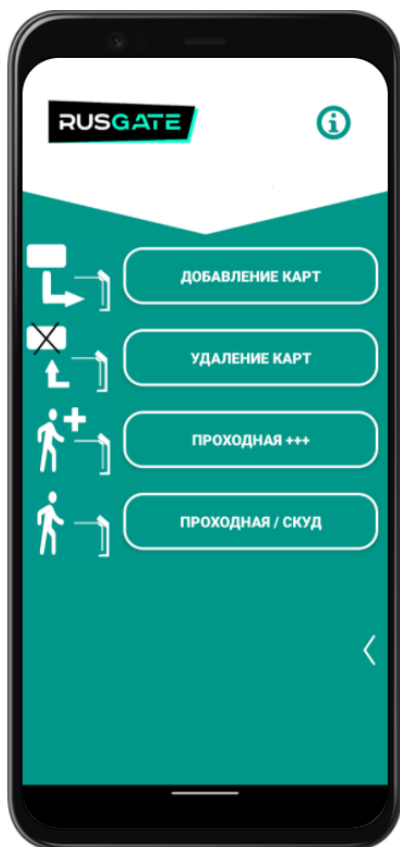 RUSGATE
ДОБАВЛЕНИЕ КАРТ
УДАЛЕНИЕ КАРТ
ПРОХОДНАЯ +++
ПРОХОДНАЯ / СКУД